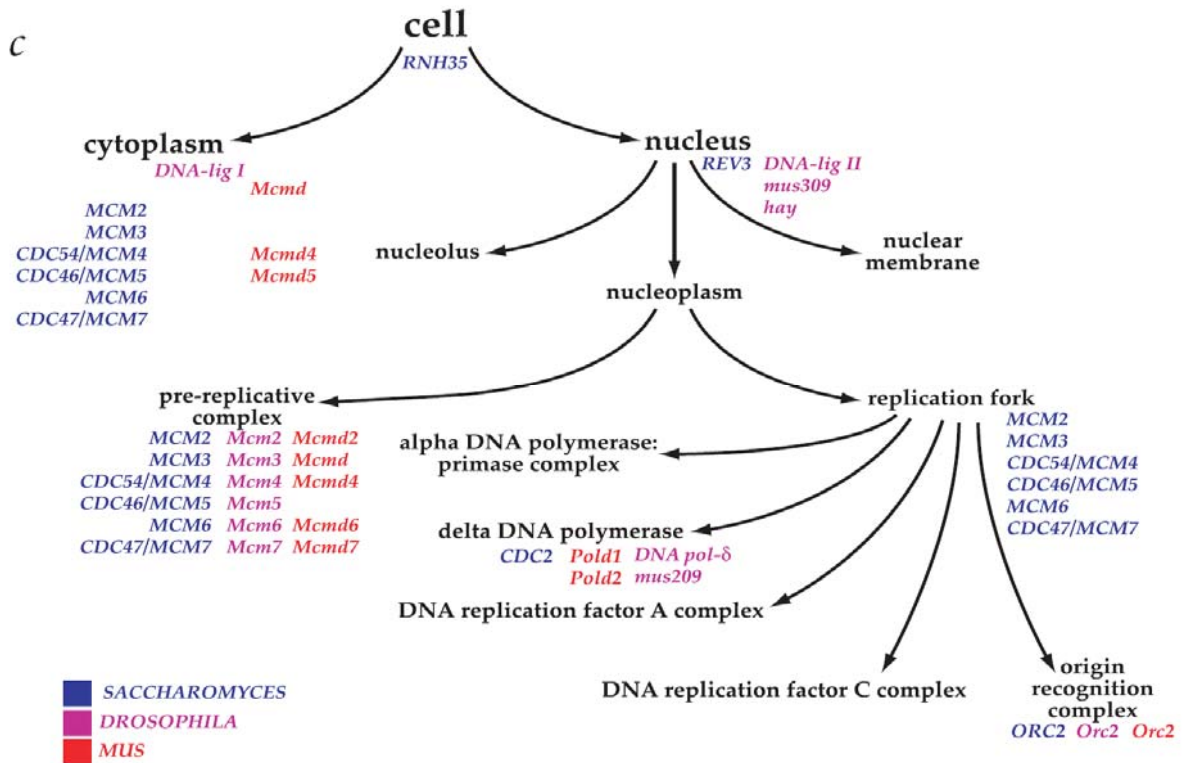 c
cell
RNH35
cytoplasm
DNA-lig I
Mcmd
MCM2
MCM3
CDC54/MCM4 Mcmd4
CDC46/MCM5 Mcmd5
MCM6
CDC47/MCM7
nucleus
REV3 DNA-lig II
mus309
hay
nucleolus
nuclear
membrane
nucleoplasm
pre-replicative
complex
MCM2 Mcm2 Mcmd2
MCM3 Mcm3 Mcmd
CDC54/MCM4 Mcm4 Mcmd4
CDC46/MCM5 Mcm5
MCM6 Mcm6 Mcmd6
CDC47/MCM7 Mcm7 Mcmd7
replication fork
MCM2
MCM3
CDC54/MCM4
CDC46/MCM5
MCM6
CDC47/MCM7
alpha DNA polymerase:
primase complex
delta DNA polymerase
CDC2 Pold1 DNA pol-δ
Pold2 mus209
DNA replication factor A complex
DNA replication factor C complex
origin
recognition
complex
ORC2 Orc2 Orc2
SACCHAROMYCES
DROSOPHILA
MUS